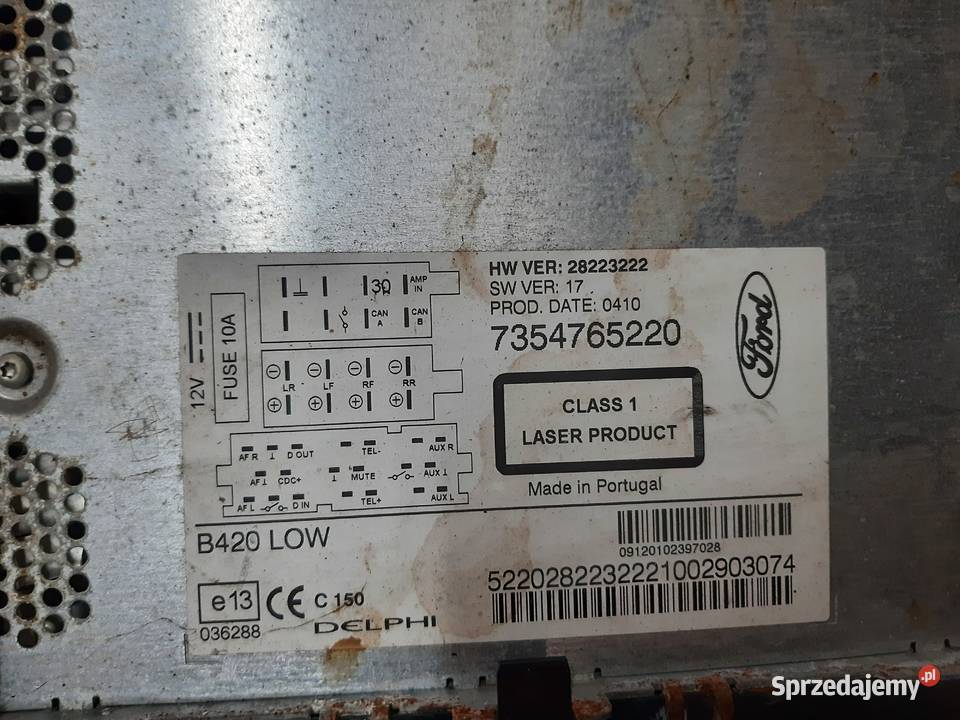 HW VER: 28223222
SW VER: 17
PROD. DATE: 0410
7354765220
Ford
CLASS 1
LASER PRODUCT
Made in Portugal
12V
FUSE 10A
30 AMP IN
CAN A CAN B
LR LF RF RR
AF R D OUT TEL- AUX R
AF CDC+ MUTE AUX
AF L D IN TEL+ AUX L
B420 LOW
09120102397028
5220282232221002903074
e13 CE C 150
036288 DELPHI
Sprzedajemy.pl